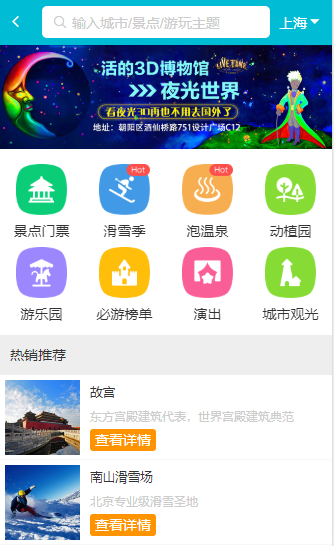 输入城市/景点/游玩主题
上海
活的3D博物馆
LIVE TANK
>>> 夜光世界
看夜光3D再也不用去国外了
地址：朝阳区酒仙桥路751设计广场C12
Hot
Hot
景点门票
滑雪季
泡温泉
动植园
游乐园
必游榜单
演出
城市观光
热销推荐
故宫
东方宫殿建筑代表，世界宫殿建筑典范
查看详情
南山滑雪场
北京专业级滑雪圣地
查看详情